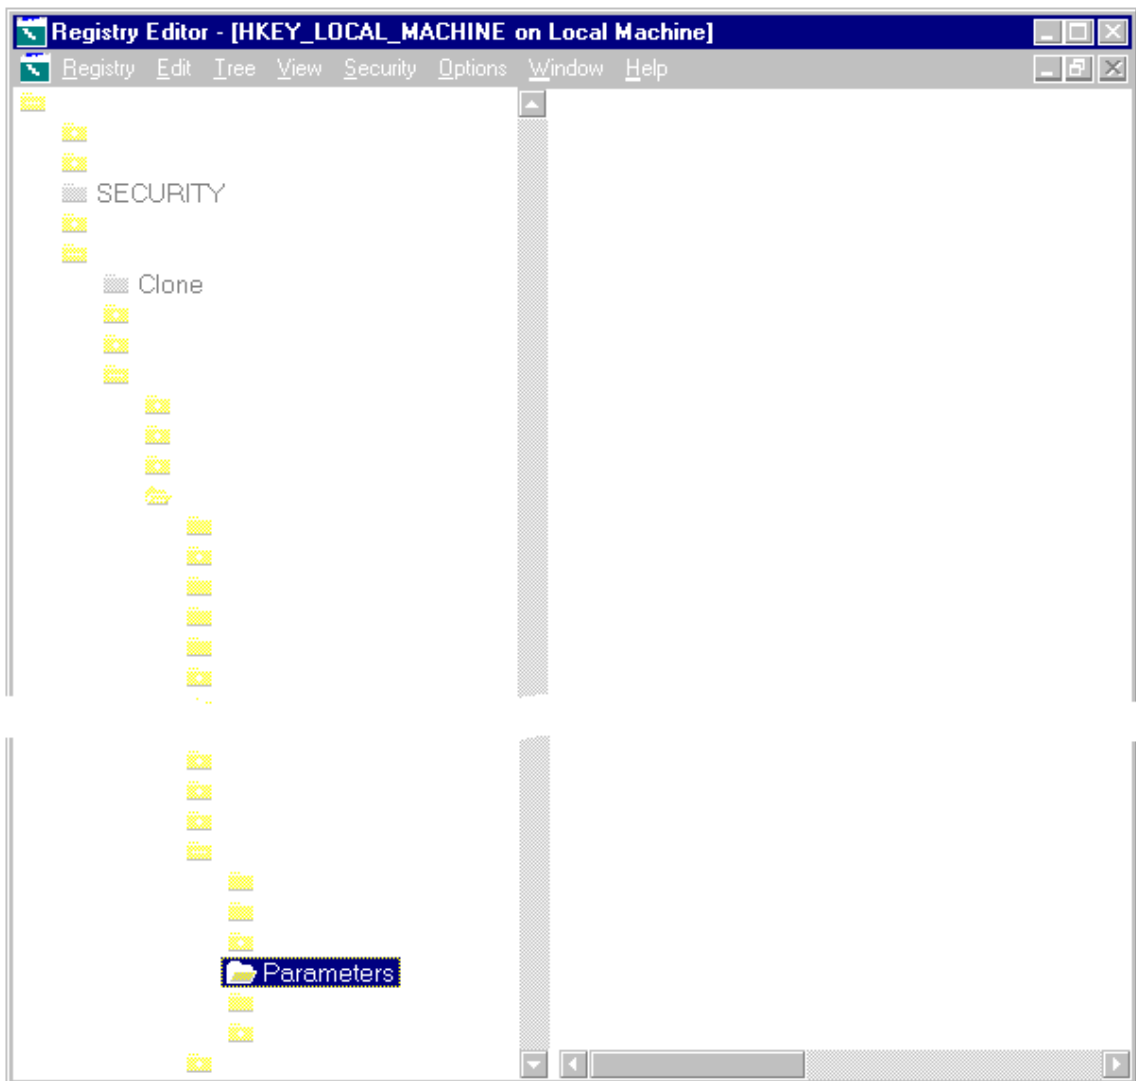 Registry Editor - [HKEY_LOCAL_MACHINE on Local Machine]
Registry Edit Tree View Security Options Window Help
SECURITY
Clone
Parameters